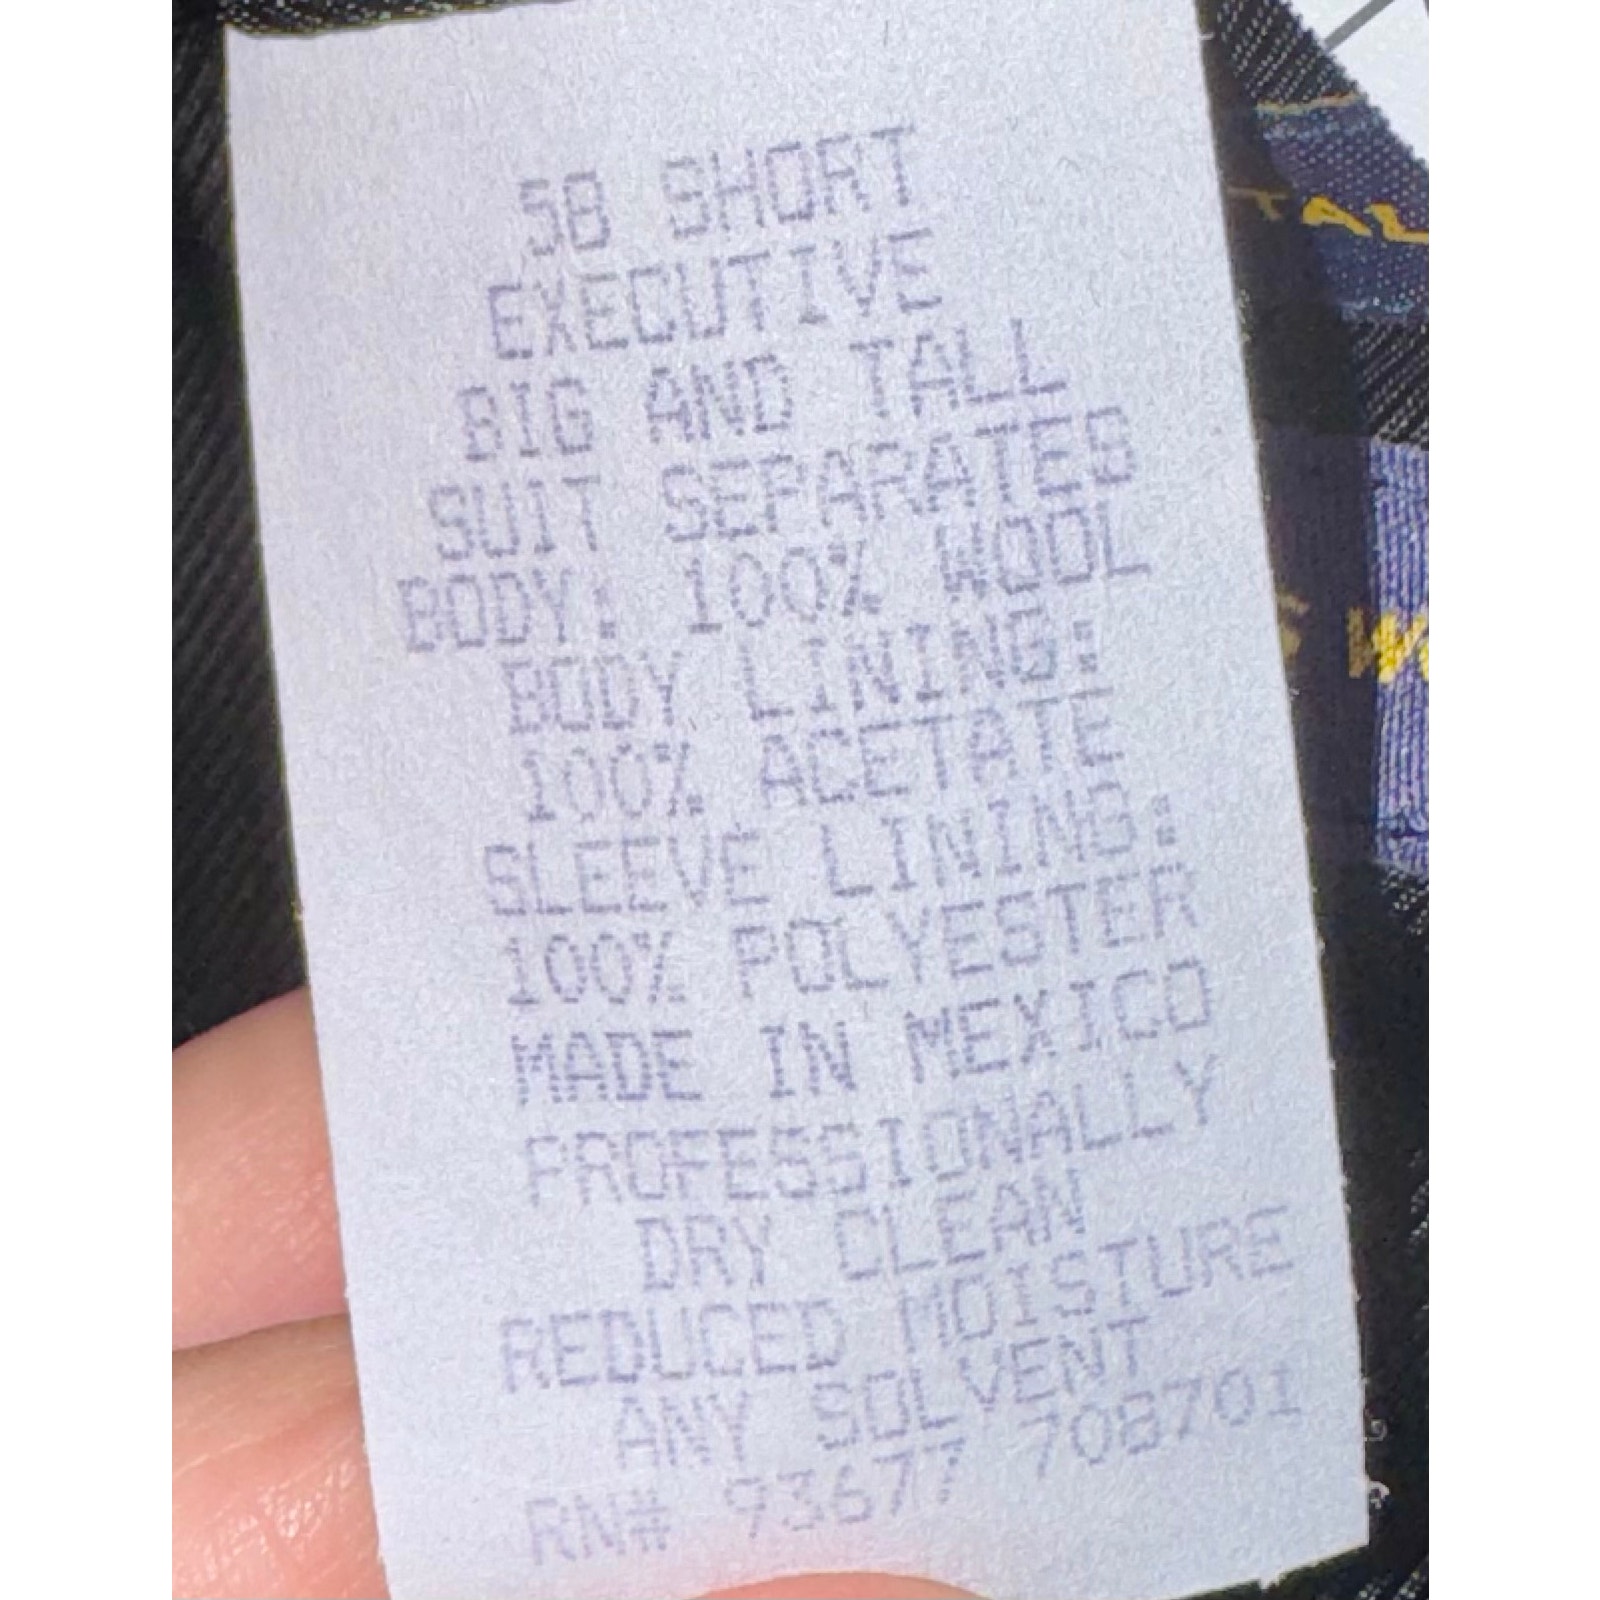 58 SHORT
EXECUTIVE
BIG AND TALL
SUIT SEPARATES
BODY: 100% WOOL
BODY LINING:
100% ACETATE
SLEEVE LINING:
100% POLYESTER
MADE IN MEXICO
PROFESSIONALLY
DRY CLEAN
REDUCED MOISTURE
ANY SOLVENT
RN# 93677 708701
TAL